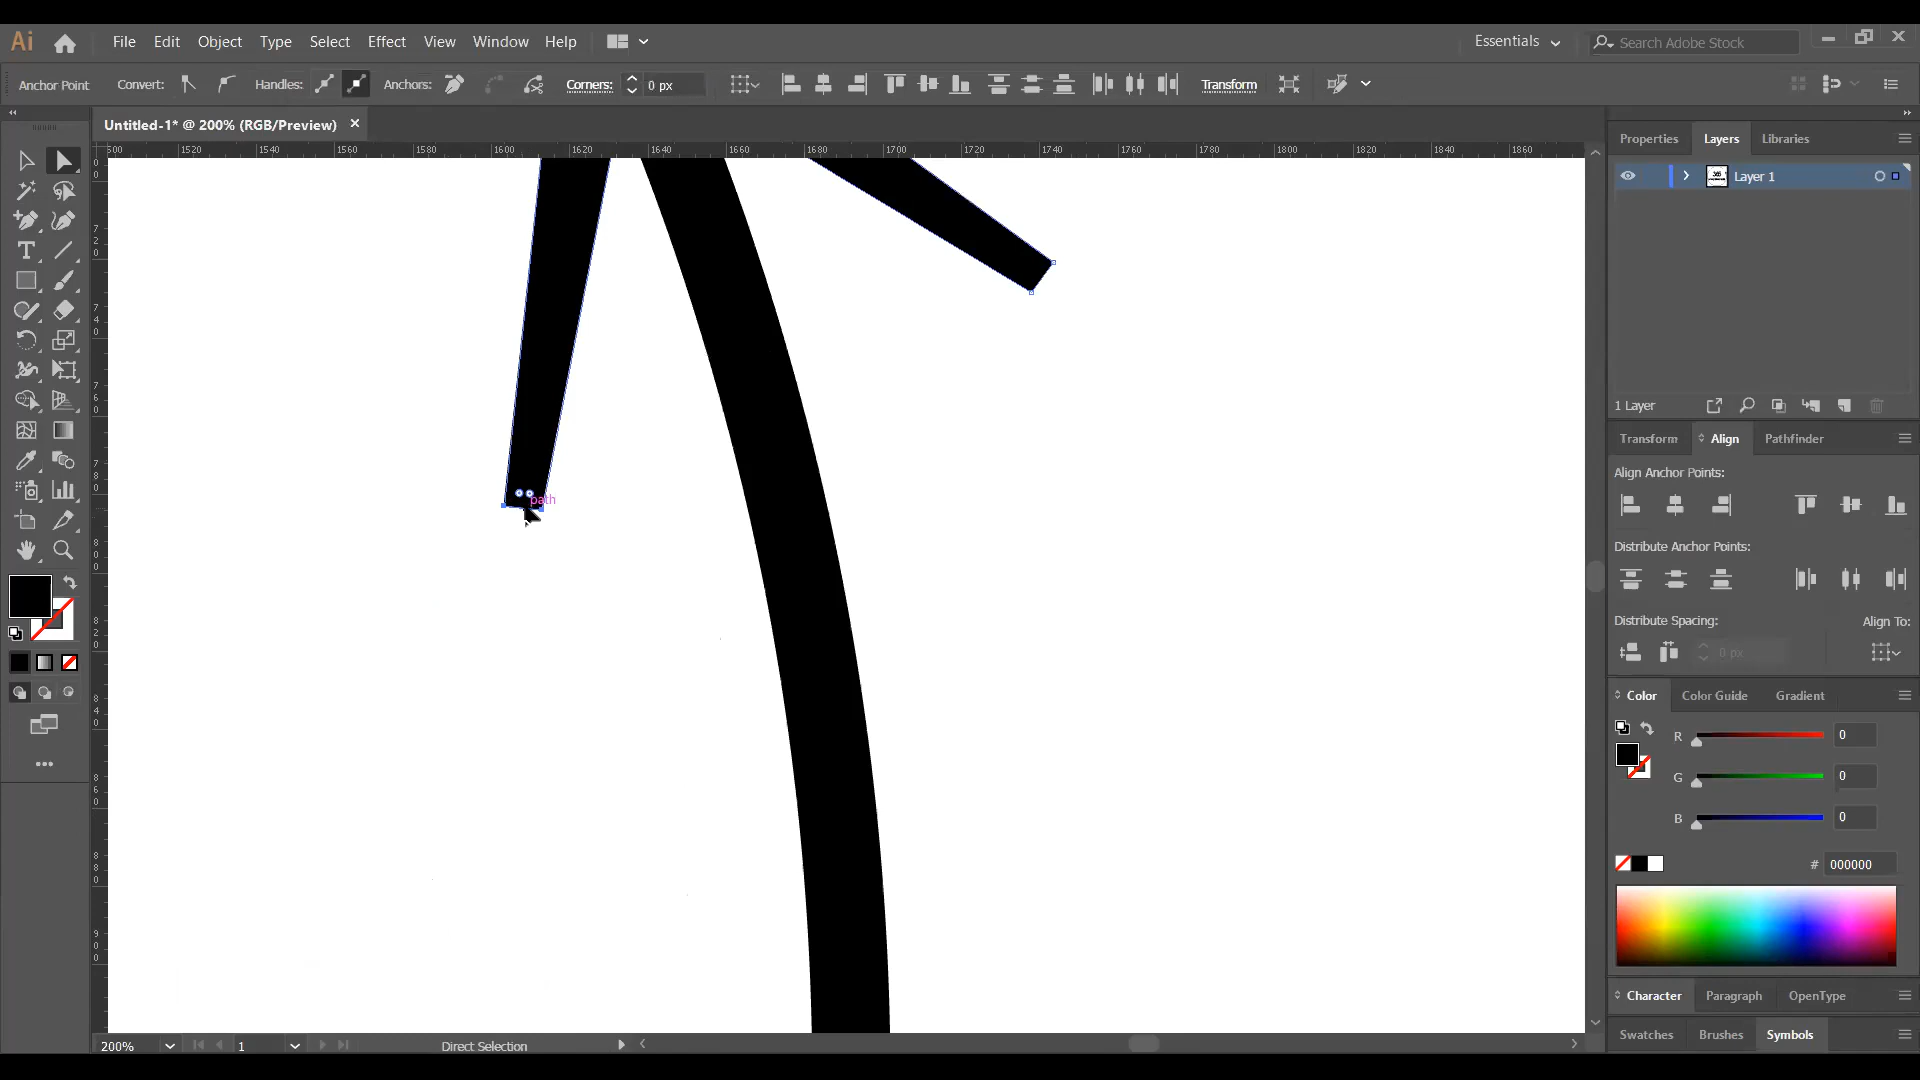 Ai File Edit Object Type Select Effect View Window Help Essentials Search Adobe Stock
Anchor Point Convert: Handles: Anchors: Corners: 0 px Transform
Untitled-1* @ 200% (RGB/Preview)
500 1520 1540 1560 1580 1600 1620 1640 1660 1680 1700 1720 1740 1760 1780 1800 1820 1840 1860
Properties Layers Libraries
Layer 1
1 Layer
Transform Align Pathfinder
Align Anchor Points:
path
Distribute Anchor Points:
Distribute Spacing: Align To:
0 px
Color Color Guide Gradient
R 0
G 0
B 0
# 000000
Character Paragraph OpenType
Swatches Brushes Symbols
200% 1 Direct Selection